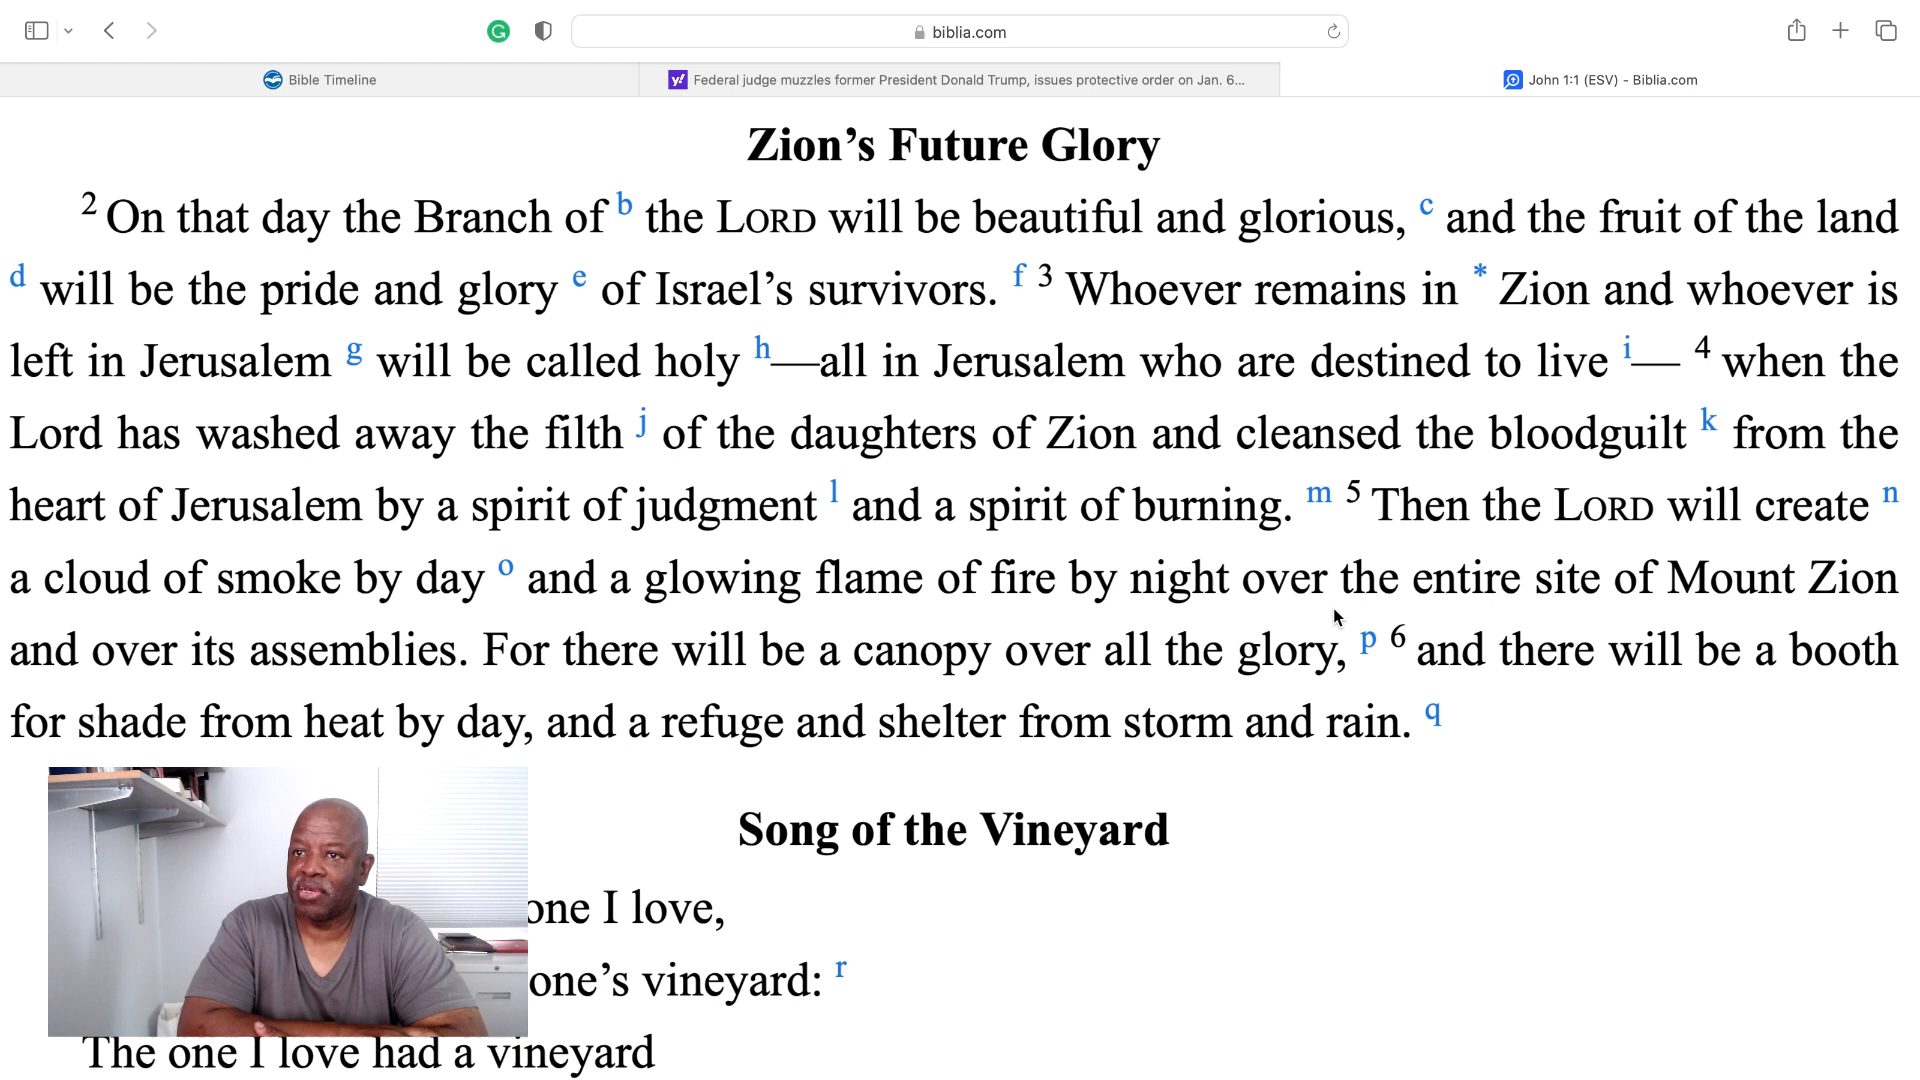 biblia.com
Bible Timeline
Federal judge muzzles former President Donald Trump, issues protective order on Jan. 6...
John 1:1 (ESV) - Biblia.com
Zion’s Future Glory
2 On that day the Branch of b the LORD will be beautiful and glorious, c and the fruit of the land
d will be the pride and glory e of Israel’s survivors. f 3 Whoever remains in * Zion and whoever is
left in Jerusalem g will be called holy h—all in Jerusalem who are destined to live i— 4 when the
Lord has washed away the filth j of the daughters of Zion and cleansed the bloodguilt k from the
heart of Jerusalem by a spirit of judgment l and a spirit of burning. m 5 Then the LORD will create n
a cloud of smoke by day o and a glowing flame of fire by night over the entire site of Mount Zion
and over its assemblies. For there will be a canopy over all the glory, p 6 and there will be a booth
for shade from heat by day, and a refuge and shelter from storm and rain. q
Song of the Vineyard
one I love,
one’s vineyard: r
The one I love had a vineyard